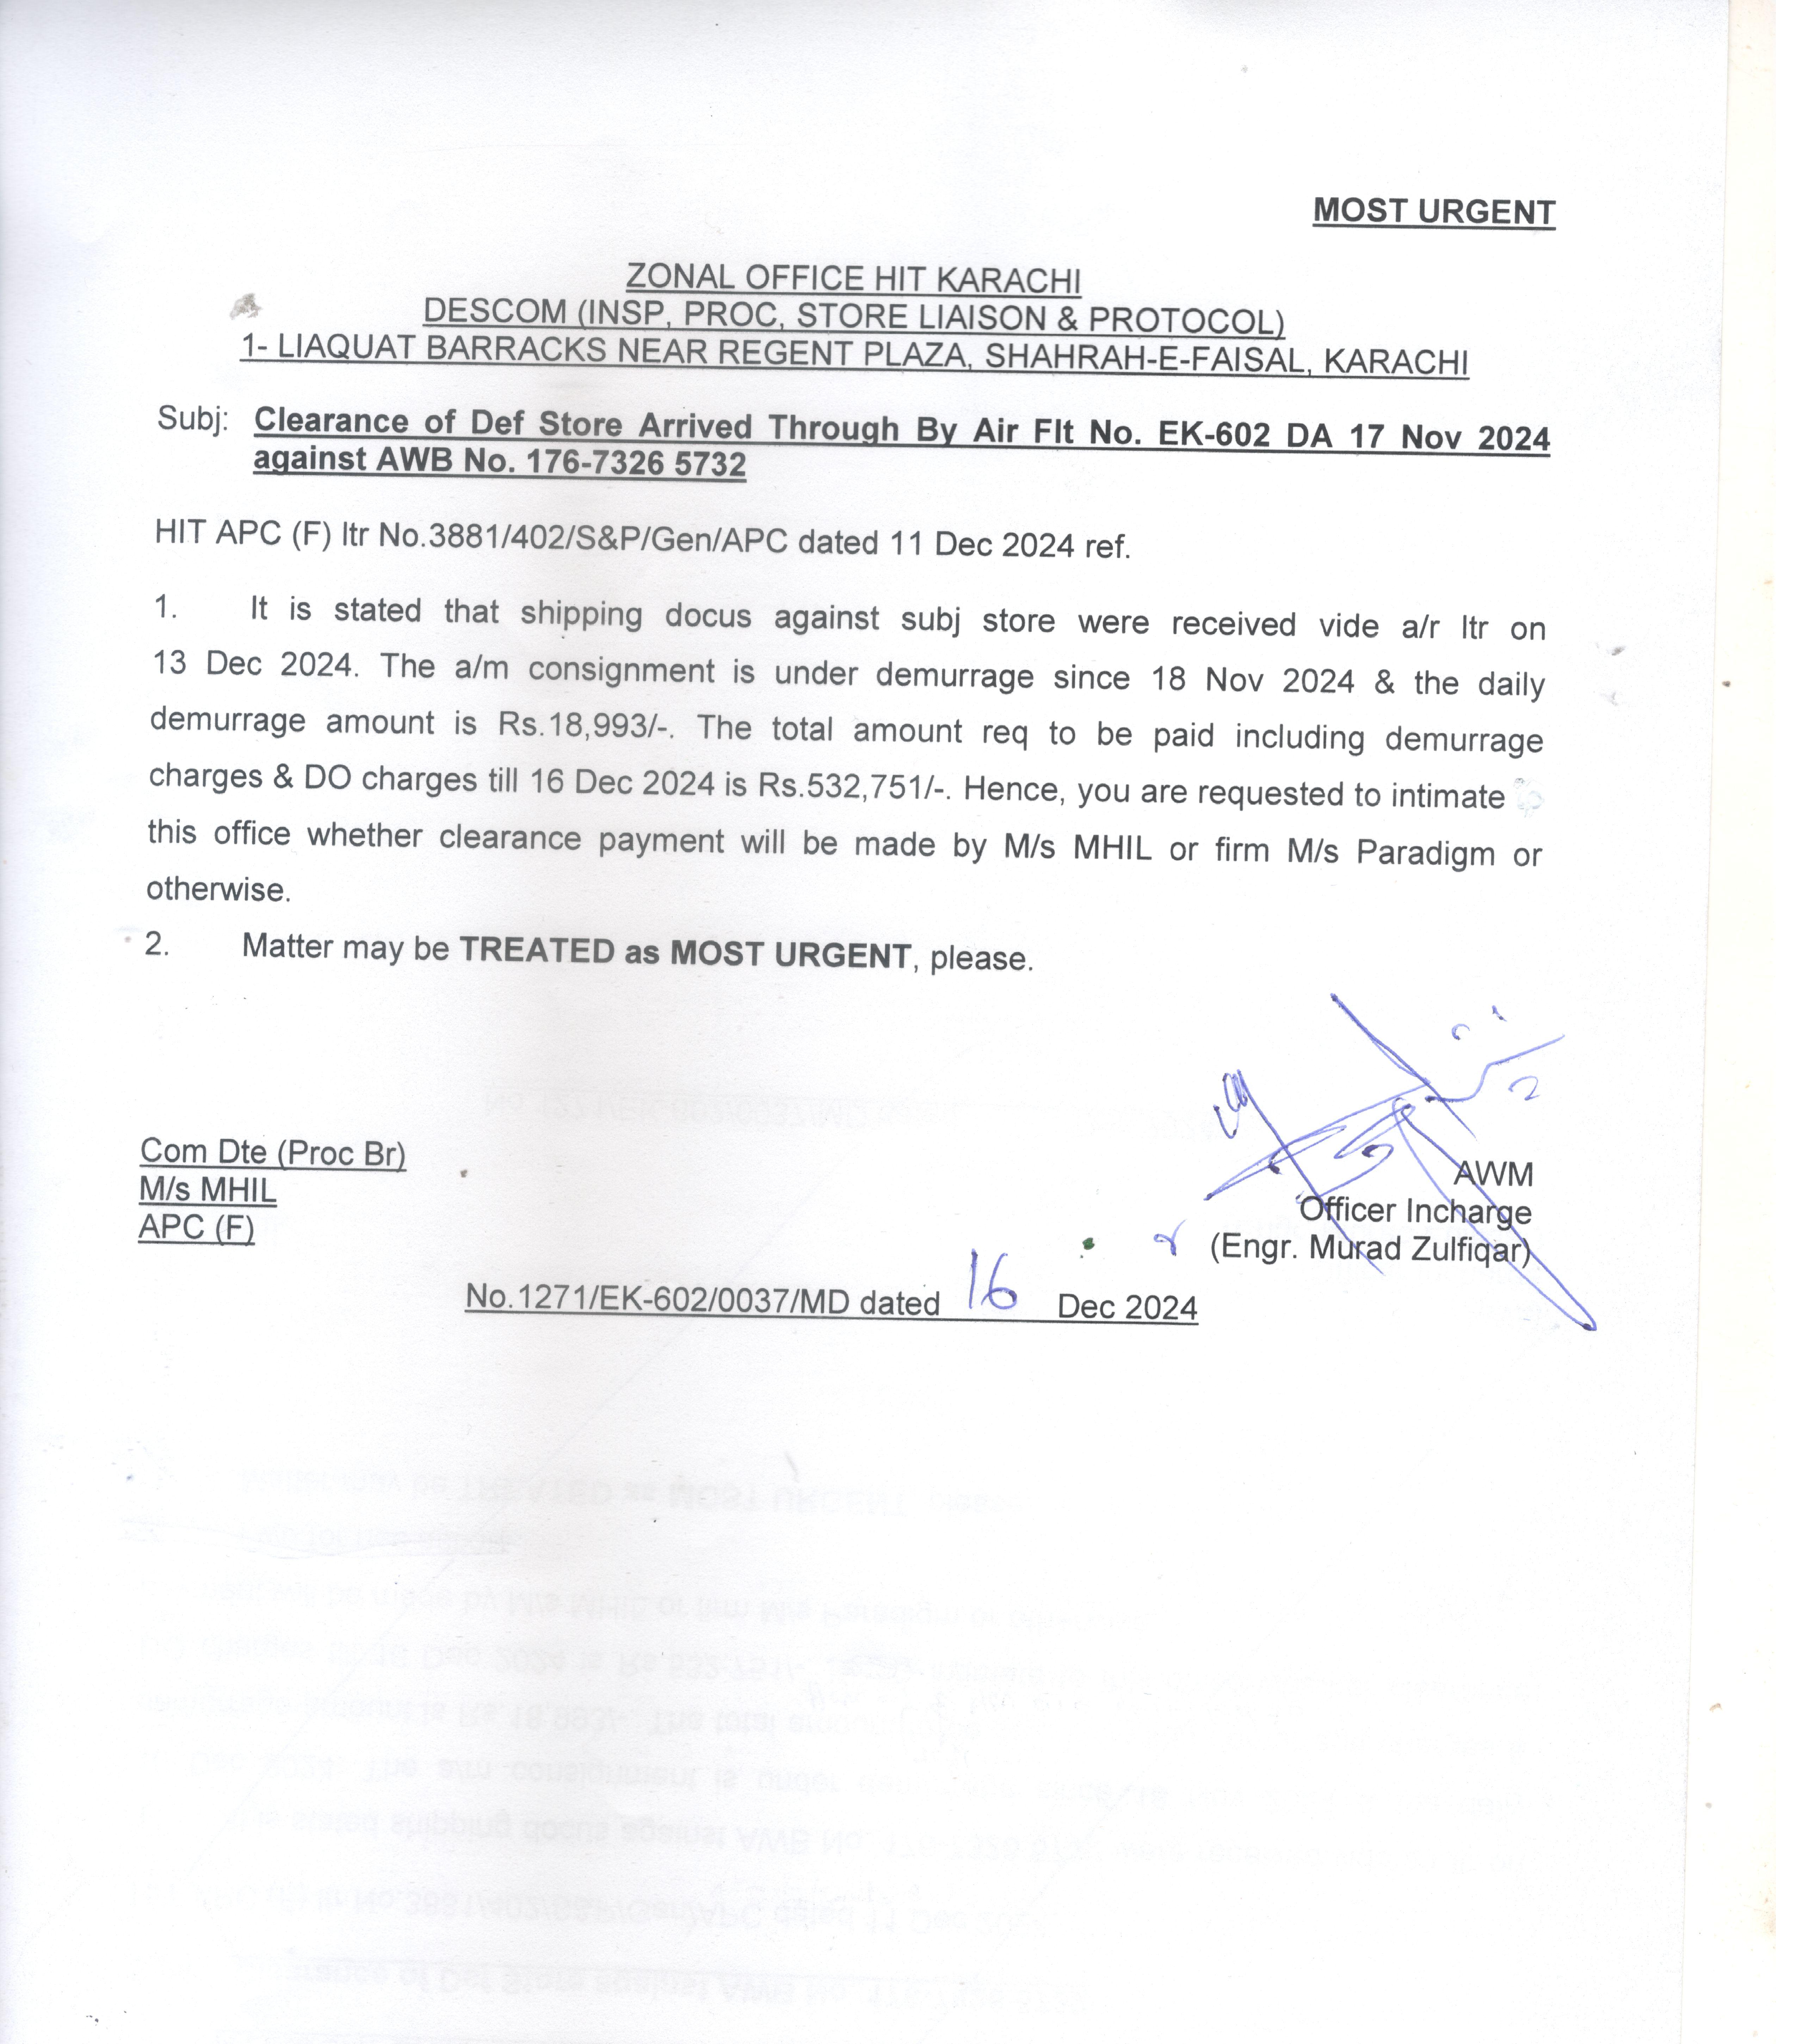 MOST URGENT
ZONAL OFFICE HIT KARACHI
DESCOM (INSP, PROC, STORE LIAISON & PROTOCOL)
1- LIAQUAT BARRACKS NEAR REGENT PLAZA, SHAHRAH-E-FAISAL, KARACHI
Subj: Clearance of Def Store Arrived Through By Air Flt No. EK-602 DA 17 Nov 2024
against AWB No. 176-7326 5732
HIT APC (F) ltr No.3881/402/S&P/Gen/APC dated 11 Dec 2024 ref.
1. It is stated that shipping docus against subj store were received vide a/r ltr on
13 Dec 2024. The a/m consignment is under demurrage since 18 Nov 2024 & the daily
demurrage amount is Rs.18,993/-. The total amount req to be paid including demurrage
charges & DO charges till 16 Dec 2024 is Rs.532,751/-. Hence, you are requested to intimate
this office whether clearance payment will be made by M/s MHIL or firm M/s Paradigm or
otherwise.
2. Matter may be TREATED as MOST URGENT, please.
AWM
Officer Incharge
(Engr. Murad Zulfiqar)
Com Dte (Proc Br)
M/s MHIL
APC (F)
No.1271/EK-602/0037/MD dated 16 Dec 2024